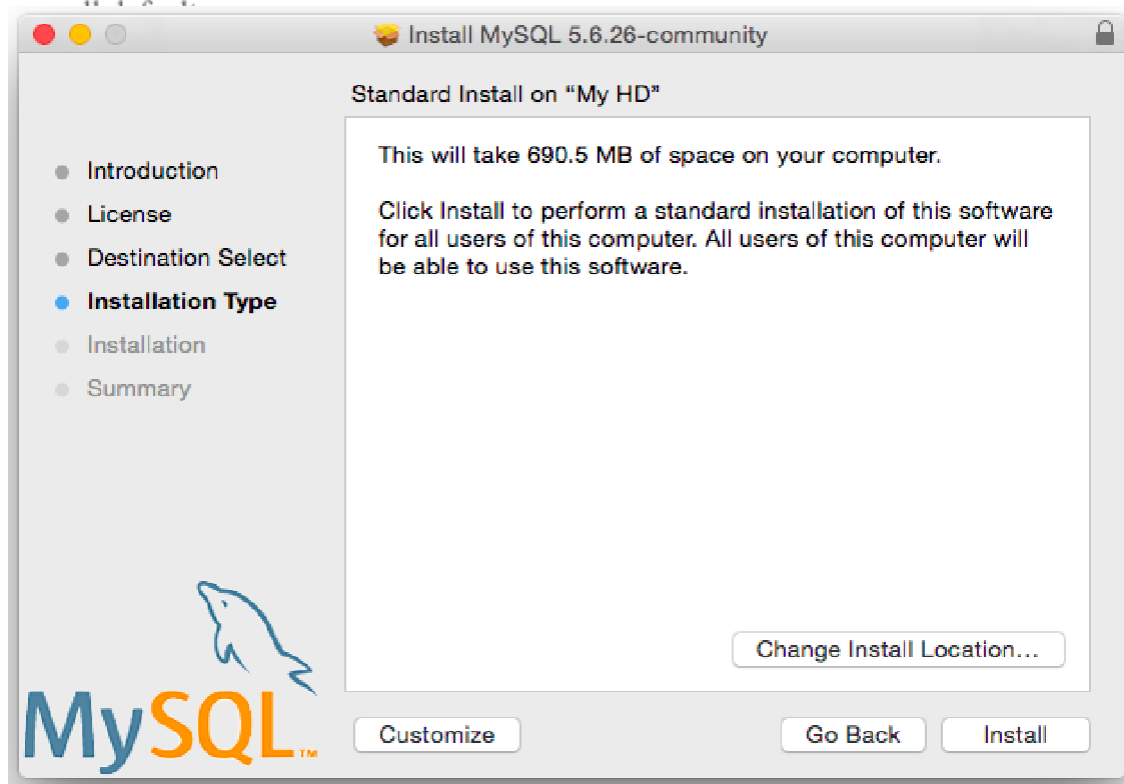 Install MySQL 5.6.26-community
Standard Install on “My HD”
Introduction
License
Destination Select
Installation Type
Installation
Summary
This will take 690.5 MB of space on your computer.
Click Install to perform a standard installation of this software
for all users of this computer. All users of this computer will
be able to use this software.
Change Install Location...
MySQL™
Customize
Go Back
Install